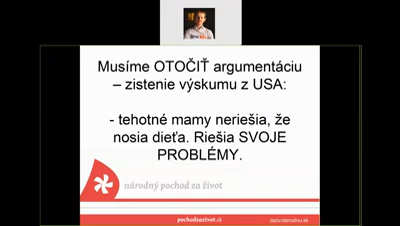 Musíme OTOČIŤ argumentáciu
– zistenie výskumu z USA:
- tehotné mamy neriešia, že
nosia dieťa. Riešia SVOJE
PROBLÉMY.
národný pochod za život
pochodzazivot.sk